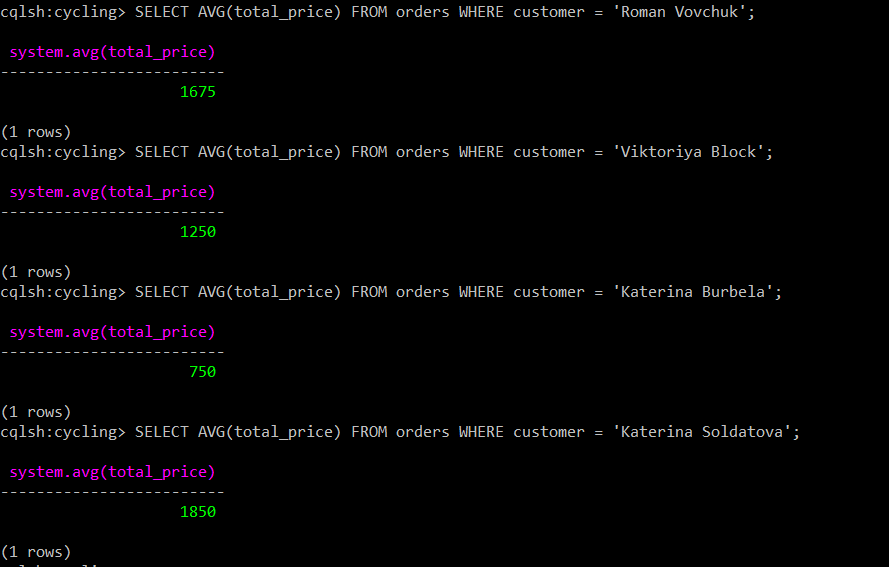 cqlsh:cycling> SELECT AVG(total_price) FROM orders WHERE customer = 'Roman Vovchuk';
system.avg(total_price)
-------------------------
1675
(1 rows)
cqlsh:cycling> SELECT AVG(total_price) FROM orders WHERE customer = 'Viktoriya Block';
system.avg(total_price)
-------------------------
1250
(1 rows)
cqlsh:cycling> SELECT AVG(total_price) FROM orders WHERE customer = 'Katerina Burbela';
system.avg(total_price)
-------------------------
750
(1 rows)
cqlsh:cycling> SELECT AVG(total_price) FROM orders WHERE customer = 'Katerina Soldatova';
system.avg(total_price)
-------------------------
1850
(1 rows)